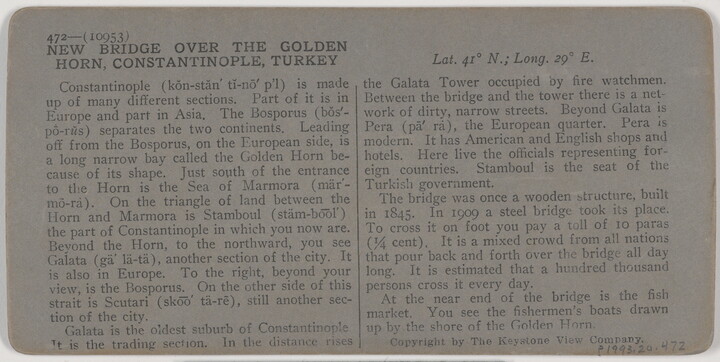 472—(10953)
NEW BRIDGE OVER THE GOLDEN
HORN, CONSTANTINOPLE, TURKEY
Lat. 41° N.; Long. 29° E.
Constantinople (kŏn-stăn′ tĭ-nō′ p'l) is made
up of many different sections. Part of it is in
Europe and part in Asia. The Bosporus (bŏs′-
pô-rŭs) separates the two continents. Leading
off from the Bosporus, on the European side, is
a long narrow bay called the Golden Horn be-
cause of its shape. Just south of the entrance
to the Horn is the Sea of Marmora (mär′-
mō-rá). On the triangle of land between the
Horn and Marmora is Stamboul (stäm-bo͞ol′)
the part of Constantinople in which you now are.
Beyond the Horn, to the northward, you see
Galata (gä′ lä-tä), another section of the city. It
is also in Europe. To the right, beyond your
view, is the Bosporus. On the other side of this
strait is Scutari (sko͞o′ tä-rē), still another sec-
tion of the city.
Galata is the oldest suburb of Constantinople
It is the trading section. In the distance rises
the Galata Tower occupied by fire watchmen.
Between the bridge and the tower there is a net-
work of dirty, narrow streets. Beyond Galata is
Pera (pā′ rá), the European quarter. Pera is
modern. It has American and English shops and
hotels. Here live the officials representing for-
eign countries. Stamboul is the seat of the
Turkish government.
The bridge was once a wooden structure, built
in 1845. In 1909 a steel bridge took its place.
To cross it on foot you pay a toll of 10 paras
(¼ cent). It is a mixed crowd from all nations
that pour back and forth over the bridge all day
long. It is estimated that a hundred thousand
persons cross it every day.
At the near end of the bridge is the fish
market. You see the fishermen's boats drawn
up by the shore of the Golden Horn.
Copyright by The Keystone View Company.
E1993.20.472